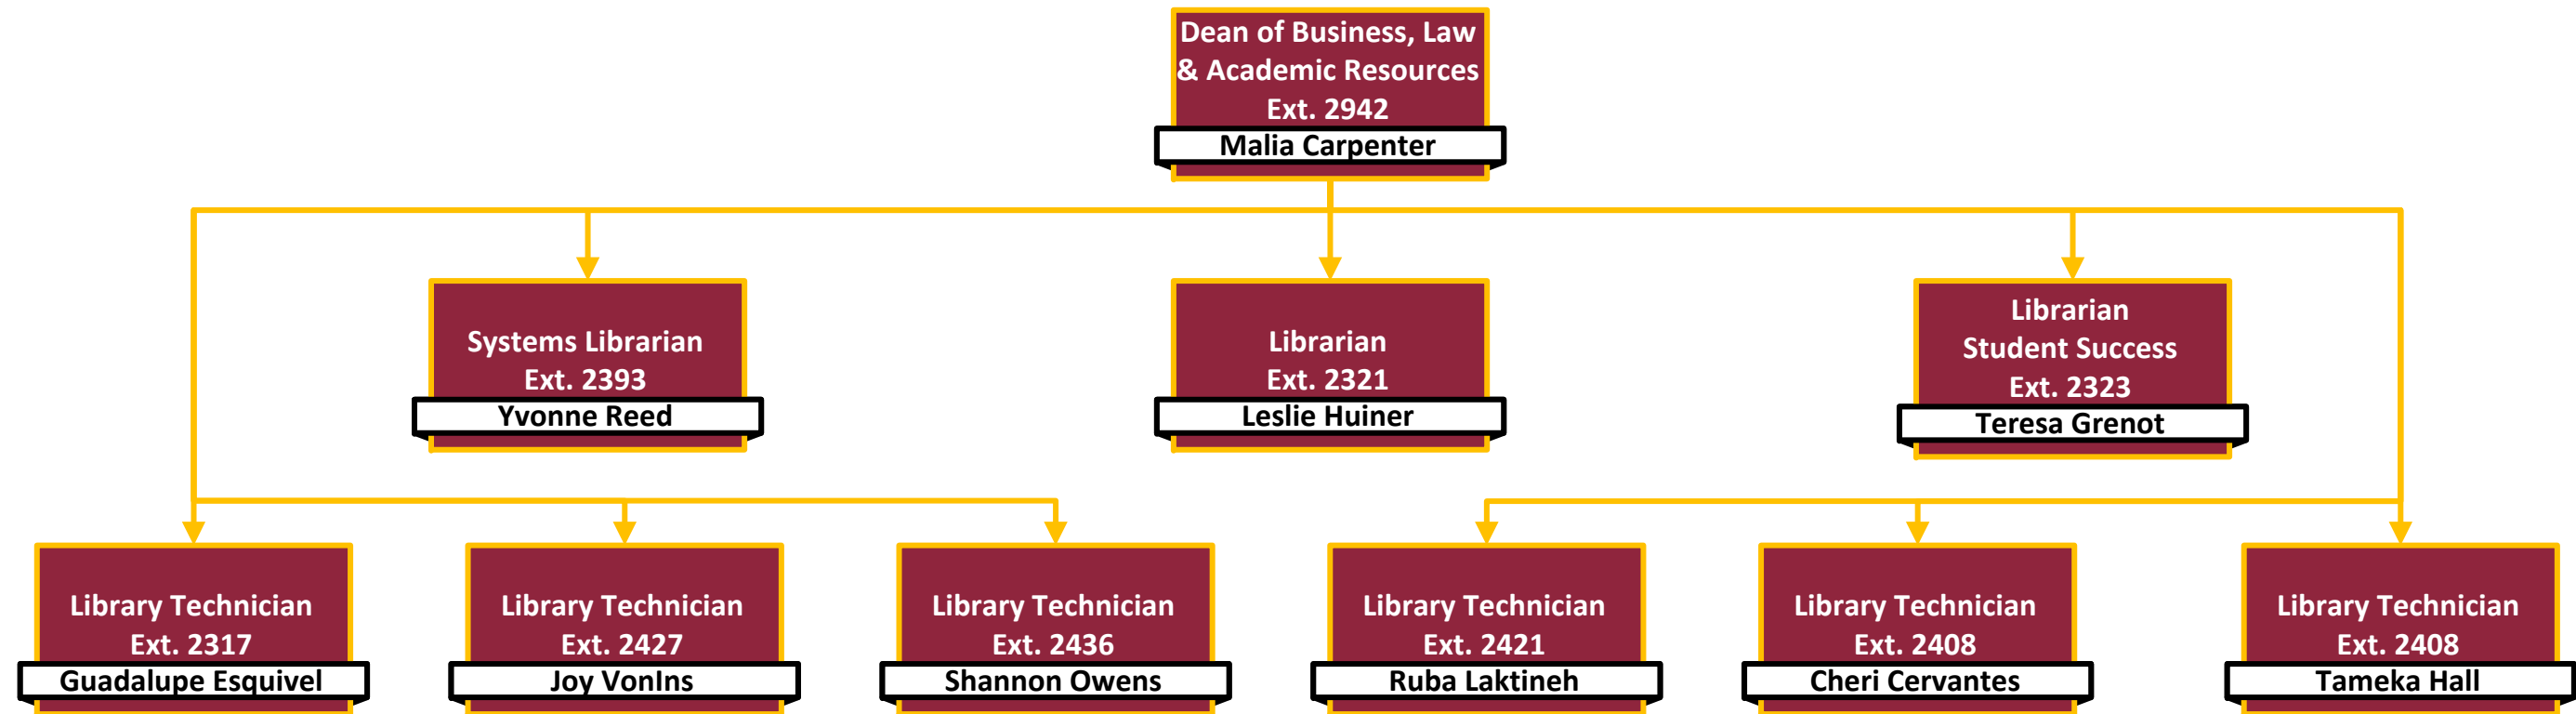 Dean of Business, Law
& Academic Resources
Ext. 2942
Malia Carpenter
Systems Librarian
Ext. 2393
Yvonne Reed
Librarian
Ext. 2321
Leslie Huiner
Librarian
Student Success
Ext. 2323
Teresa Grenot
Library Technician
Ext. 2317
Guadalupe Esquivel
Library Technician
Ext. 2427
Joy VonIns
Library Technician
Ext. 2436
Shannon Owens
Library Technician
Ext. 2421
Ruba Laktineh
Library Technician
Ext. 2408
Cheri Cervantes
Library Technician
Ext. 2408
Tameka Hall